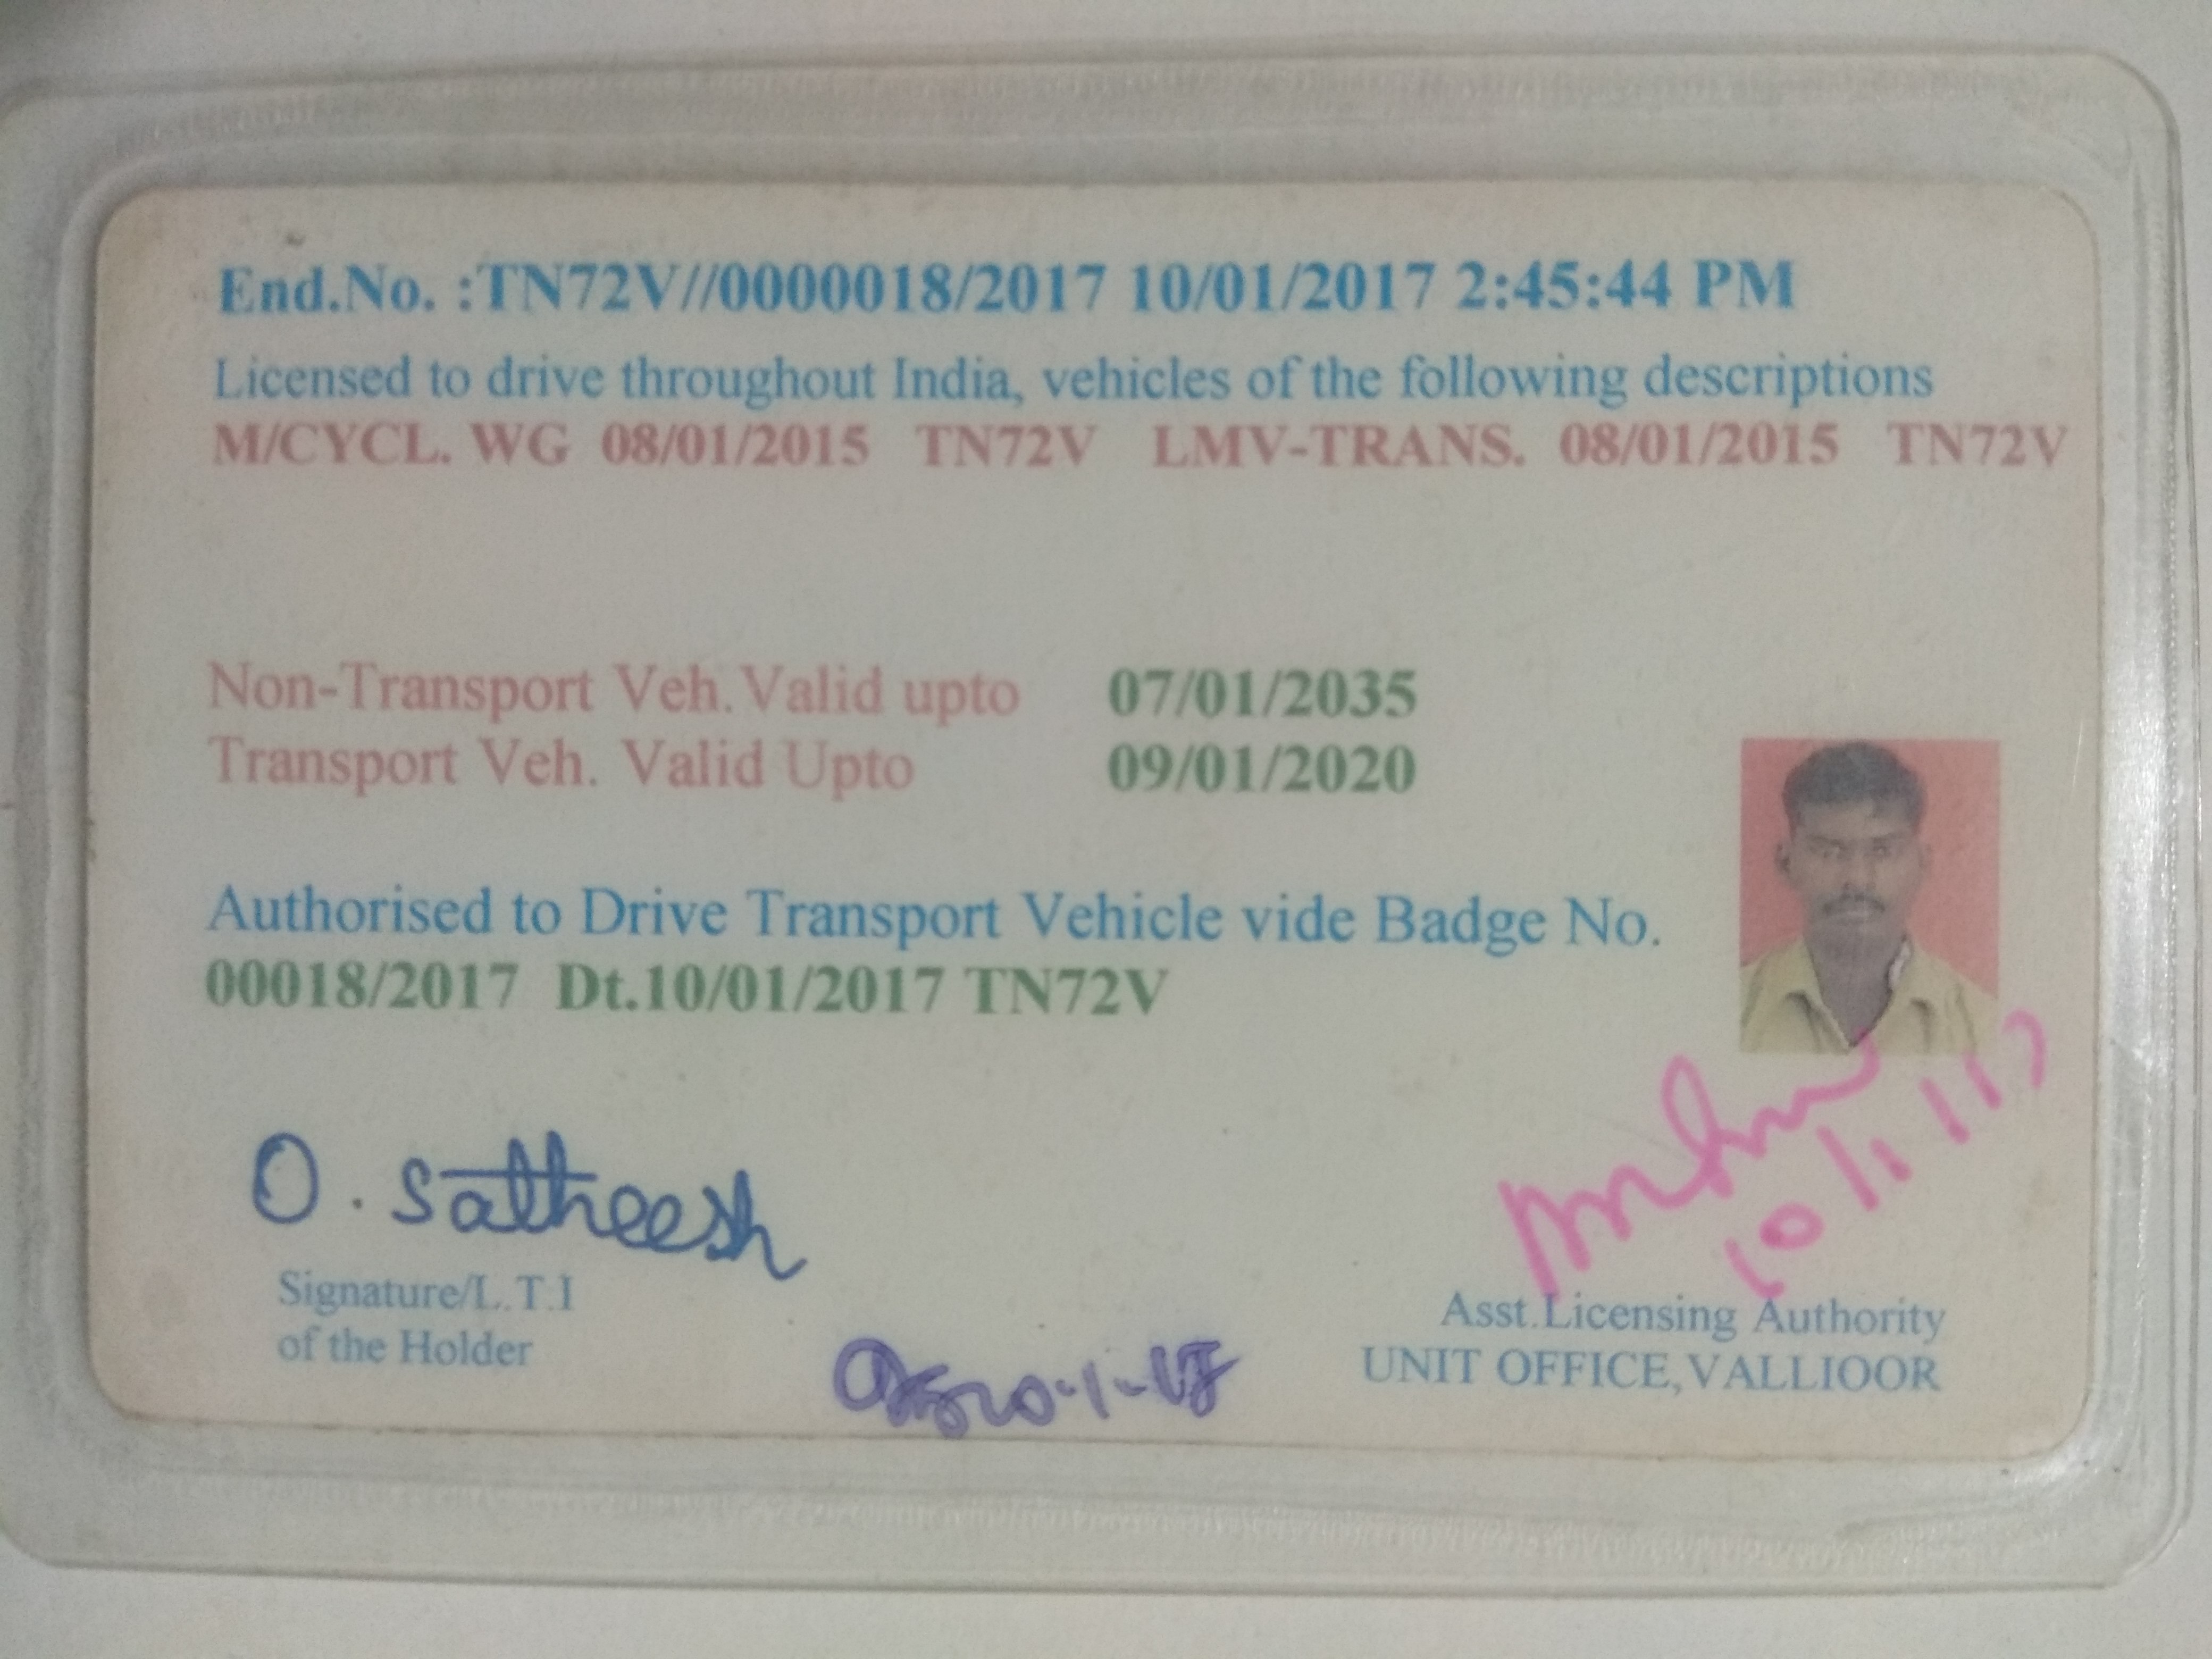 End.No. :TN72V//0000018/2017 10/01/2017 2:45:44 PM
Licensed to drive throughout India, vehicles of the following descriptions
M/CYCL. WG 08/01/2015 TN72V LMV-TRANS. 08/01/2015 TN72V
Non-Transport Veh.Valid upto 07/01/2035
Transport Veh. Valid Upto 09/01/2020
Authorised to Drive Transport Vehicle vide Badge No.
00018/2017 Dt.10/01/2017 TN72V
O. Satheesh
10/1/17
Signature/L.T.I
of the Holder
Asst.Licensing Authority
UNIT OFFICE,VALLIOOR